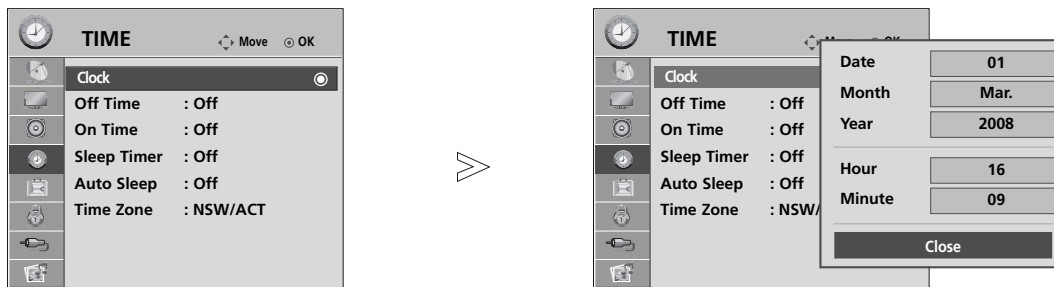 TIME Move OK
Clock
Off Time : Off
On Time : Off
Sleep Timer : Off
Auto Sleep : Off
Time Zone : NSW/ACT
TIME
Clock
Off Time : Off
On Time : Off
Sleep Timer : Off
Auto Sleep : Off
Time Zone : NSW/
Date 01
Month Mar.
Year 2008
Hour 16
Minute 09
Close